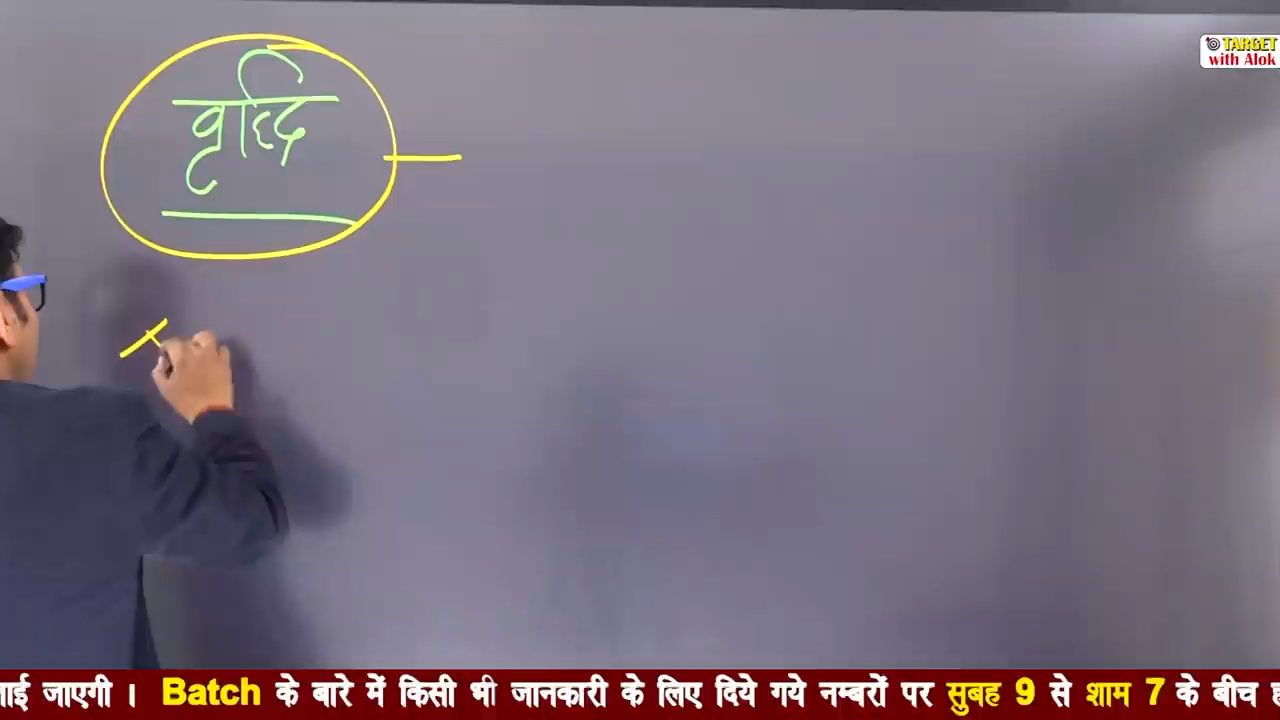 TARGET
with Alok
वृद्धि
जाएगी । Batch के बारे में किसी भी जानकारी के लिए दिये गये नम्बरों पर सुबह 9 से शाम 7 के बीच